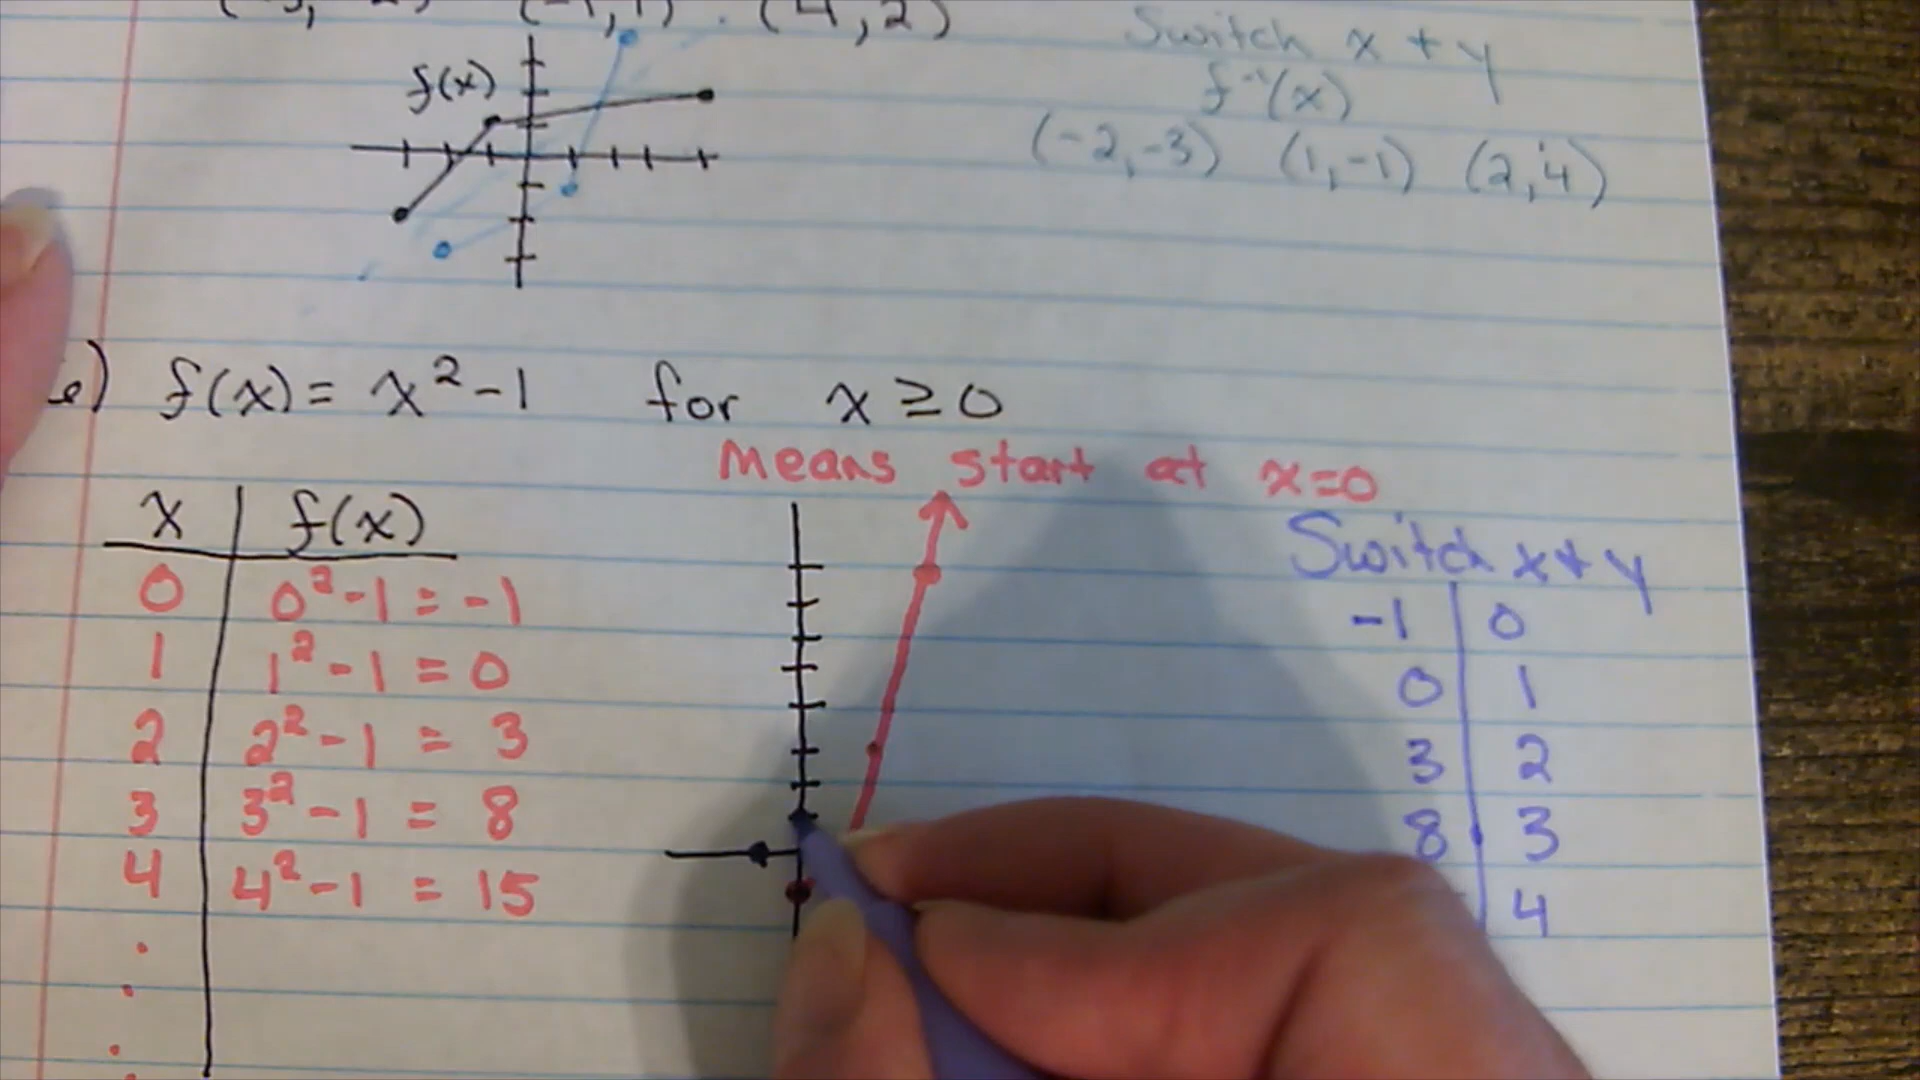 (-1,1) (4,2)
Switch x + y
f(x)
f⁻¹(x)
(-2,-3) (1,-1) (2,4)
e) f(x) = x² - 1 for x ≥ 0
means start at x=0
x f(x)
0 0² - 1 = -1
1 1² - 1 = 0
2 2² - 1 = 3
3 3² - 1 = 8
4 4² - 1 = 15
Switch x + y
-1 0
0 1
3 2
8 3
4